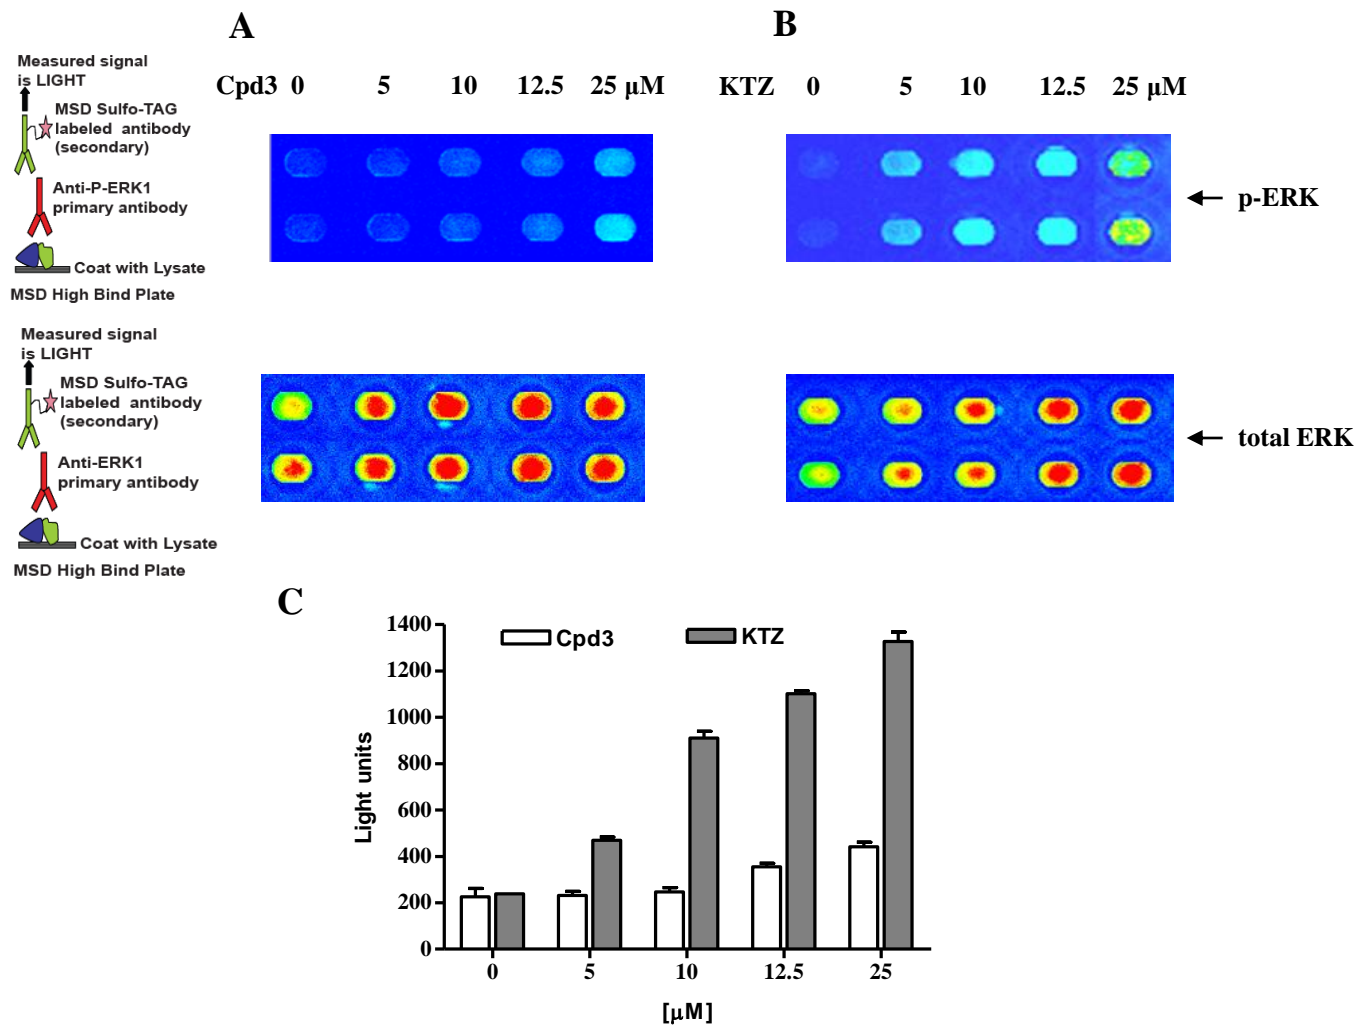 A
B
Cpd3 0 5 10 12.5 25 μM
KTZ 0 5 10 12.5 25 μM
Measured signal
is LIGHT
MSD Sulfo-TAG
labeled antibody
(secondary)
Anti-P-ERK1
primary antibody
Coat with Lysate
MSD High Bind Plate
p-ERK
Measured signal
is LIGHT
MSD Sulfo-TAG
labeled antibody
(secondary)
Anti-ERK1
primary antibody
Coat with Lysate
MSD High Bind Plate
total ERK
C
Cpd3
KTZ
Light units
1400
1200
1000
800
600
400
200
0
0 5 10 12.5 25
[μM]